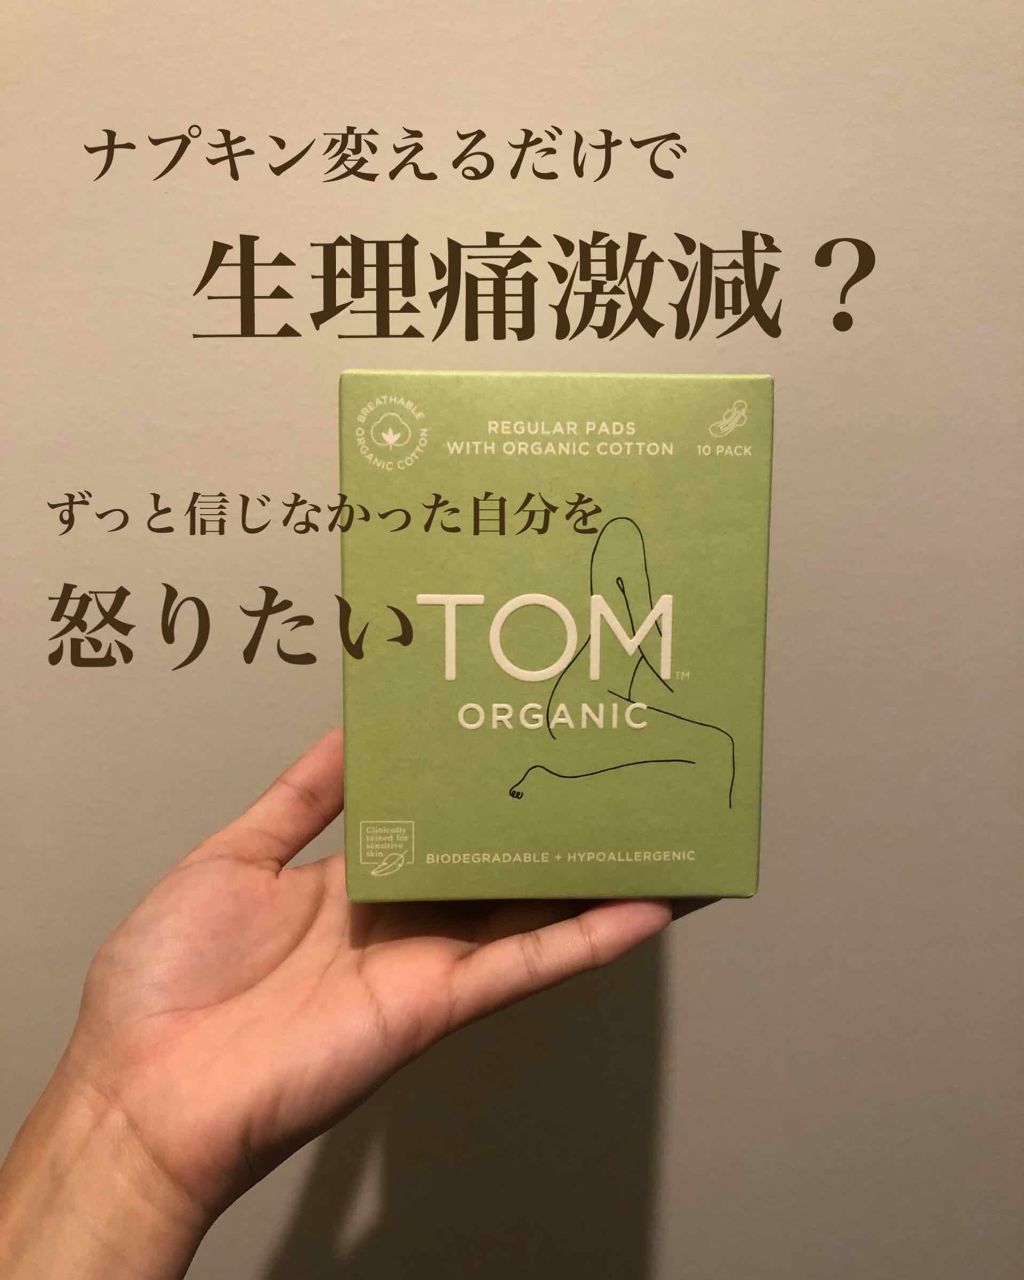 ナプキン変えるだけで
生理痛激減？
BREATHABLE
ORGANIC COTTON
REGULAR PADS
WITH ORGANIC COTTON
10 PACK
ずっと信じなかった自分を
怒りたい
TOM™
ORGANIC
Clinically
tested for
sensitive
skin
BIODEGRADABLE + HYPOALLERGENIC